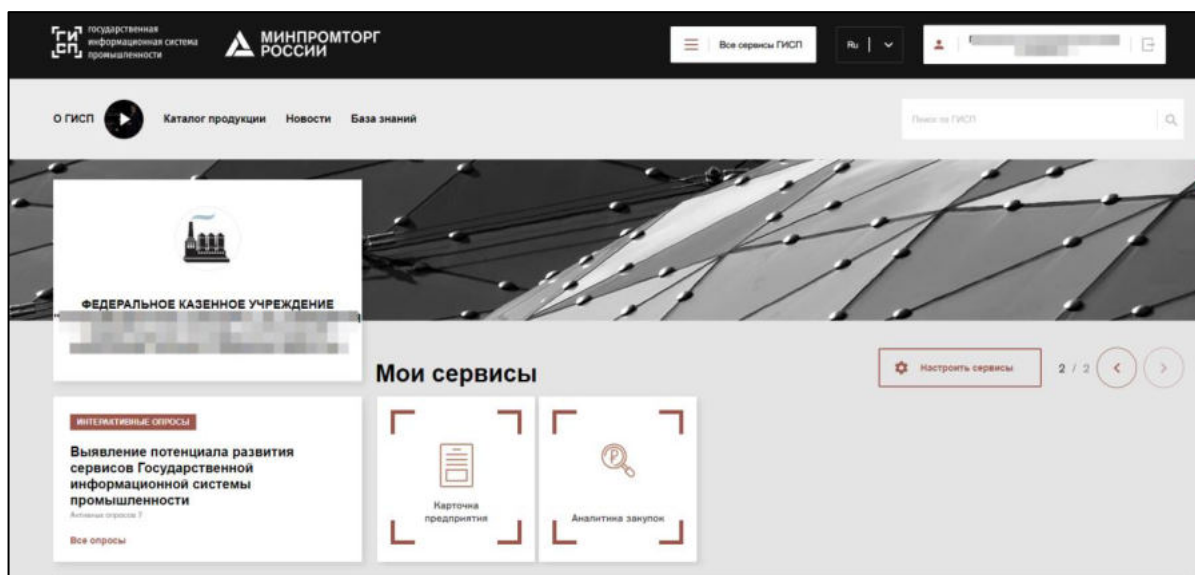 государственная
информационная система
промышленности
ГИСП
МИНПРОМТОРГ
РОССИИ
Все сервисы ГИСП
Ru
О ГИСП
Каталог продукции
Новости
База знаний
Поиск по ГИСП
ФЕДЕРАЛЬНОЕ КАЗЕННОЕ УЧРЕЖДЕНИЕ
Мои сервисы
Настроить сервисы
2 / 2
ИНТЕРАКТИВНЫЕ ОПРОСЫ
Выявление потенциала развития
сервисов Государственной
информационной системы
промышленности
Активных опросов 7
Все опросы
Карточка
предприятия
Аналитика закупок